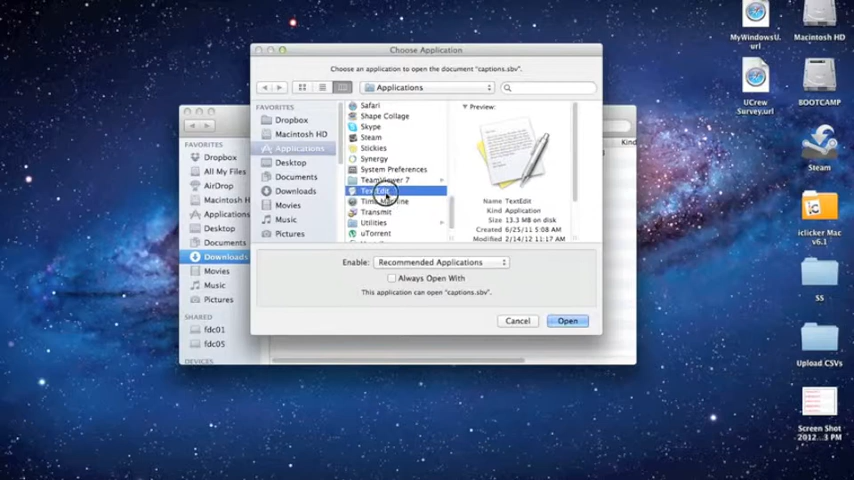 Choose Application
Choose an application to open the document "captions.sbv".
Applications
FAVORITES
Dropbox
Macintosh HD
Applications
Desktop
Documents
Downloads
Movies
Music
Pictures
Safari
Shape Collage
Skype
Steam
Stickies
Synergy
System Preferences
TeamViewer 7
TextEdit
Time Machine
Transmit
Utilities
uTorrent
Preview:
Name TextEdit
Kind Application
Size 13.3 MB on disk
Created 6/25/11 5:08 AM
Modified 2/14/12 11:17 AM
Enable: Recommended Applications
Always Open With
This application can open "captions.sbv".
Cancel
Open
FAVORITES
Dropbox
All My Files
AirDrop
Macintosh H
Applications
Desktop
Documents
Downloads
Movies
Music
Pictures
SHARED
fdc01
fdc05
DEVICES
Kind
MyWindowsU.
url
Macintosh HD
UCrew
Survey.url
BOOTCAMP
Steam
iclicker Mac
v6.1
SS
Upload CSVs
Screen Shot
2012...3 PM